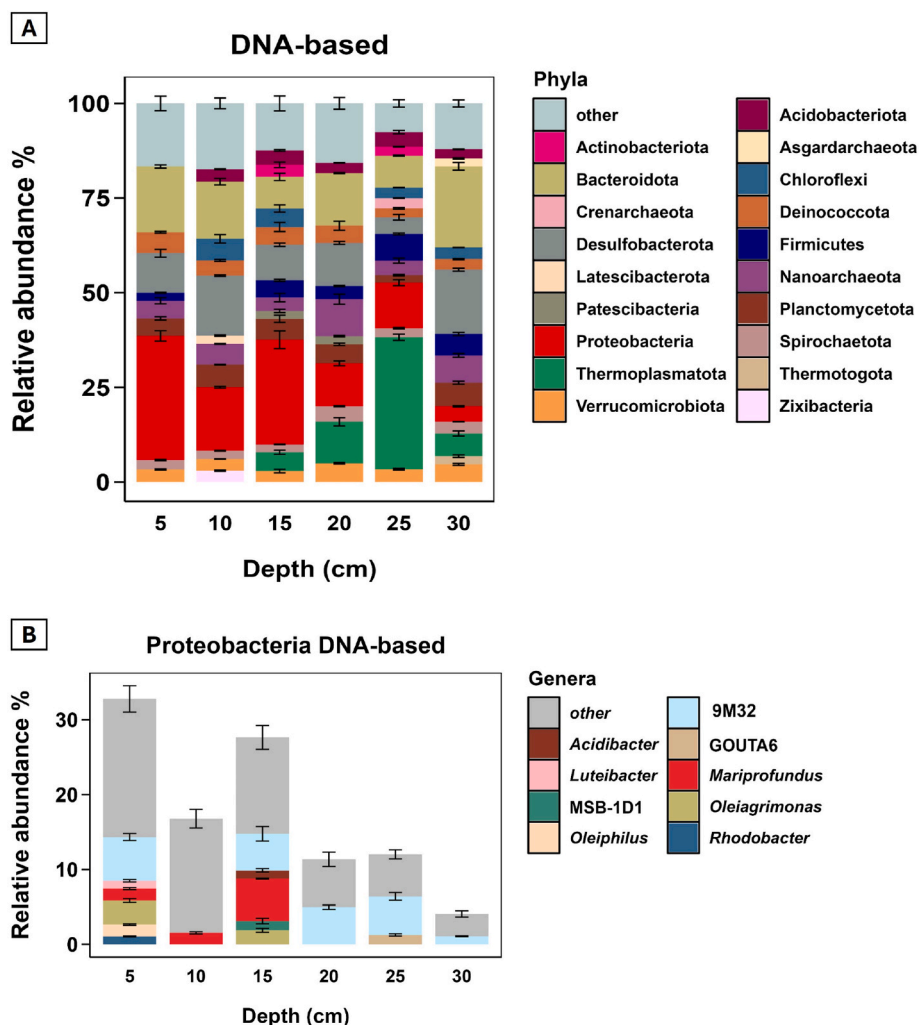 A
DNA-based
Relative abundance %
100
75
50
25
0
5 10 15 20 25 30
Depth (cm)
Phyla
other Acidobacteriota
Actinobacteriota Asgardarchaeota
Bacteroidota Chloroflexi
Crenarchaeota Deinococcota
Desulfobacterota Firmicutes
Latescibacterota Nanoarchaeota
Patescibacteria Planctomycetota
Proteobacteria Spirochaetota
Thermoplasmatota Thermotogota
Verrucomicrobiota Zixibacteria
B
Proteobacteria DNA-based
Relative abundance %
30
20
10
0
5 10 15 20 25 30
Depth (cm)
Genera
other 9M32
Acidibacter GOUTA6
Luteibacter Mariprofundus
MSB-1D1 Oleiagrimonas
Oleiphilus Rhodobacter